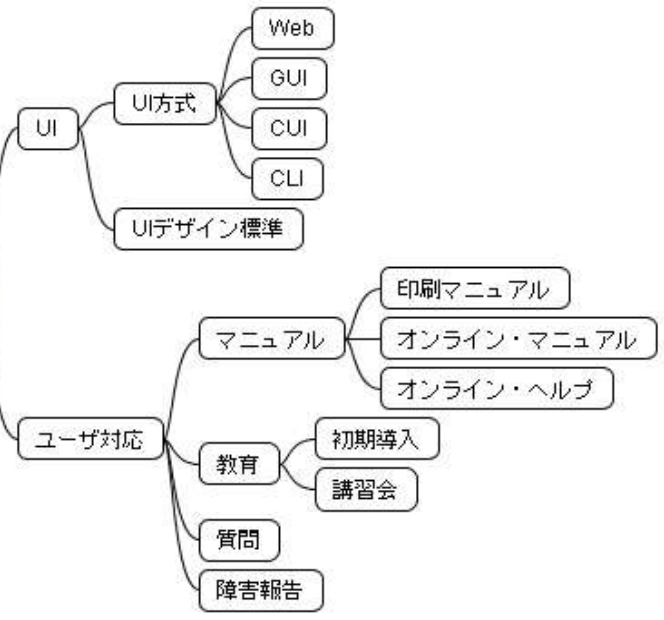 UI
UI方式
Web
GUI
CUI
CLI
UIデザイン標準
ユーザ対応
マニュアル
印刷マニュアル
オンライン・マニュアル
オンライン・ヘルプ
教育
初期導入
講習会
質問
障害報告